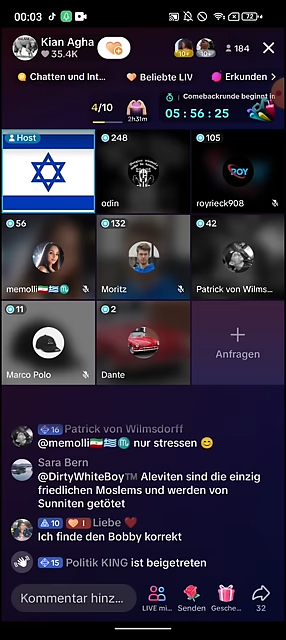 00:03
72
Kian Agha
35.4K
10+
10+
184
Chatten und Int...
Beliebte LIV
Erkunden
4/10
2h31m
Comebackrunde beginnt in
05 : 56 : 25
Host
248
odin
105
ROY
royrieck908
56
memolli🇮🇷🇬🇷♏
132
Moritz
42
Patrick von Wilms...
11
Marco Polo
2
Dante
+
Anfragen
16 Patrick von Wilmsdorff
@memolli🇮🇷🇬🇷♏ nur stressen 😊
Sara Bern
@DirtyWhiteBoy™ Aleviten sind die einzig
friedlichen Moslems und werden von
Sunniten getötet
10 I Liebe ❤️
Ich finde den Bobby korrekt
15 Politik KING ist beigetreten
Kommentar hinz...
LIVE mi...
Senden
Gesche...
32